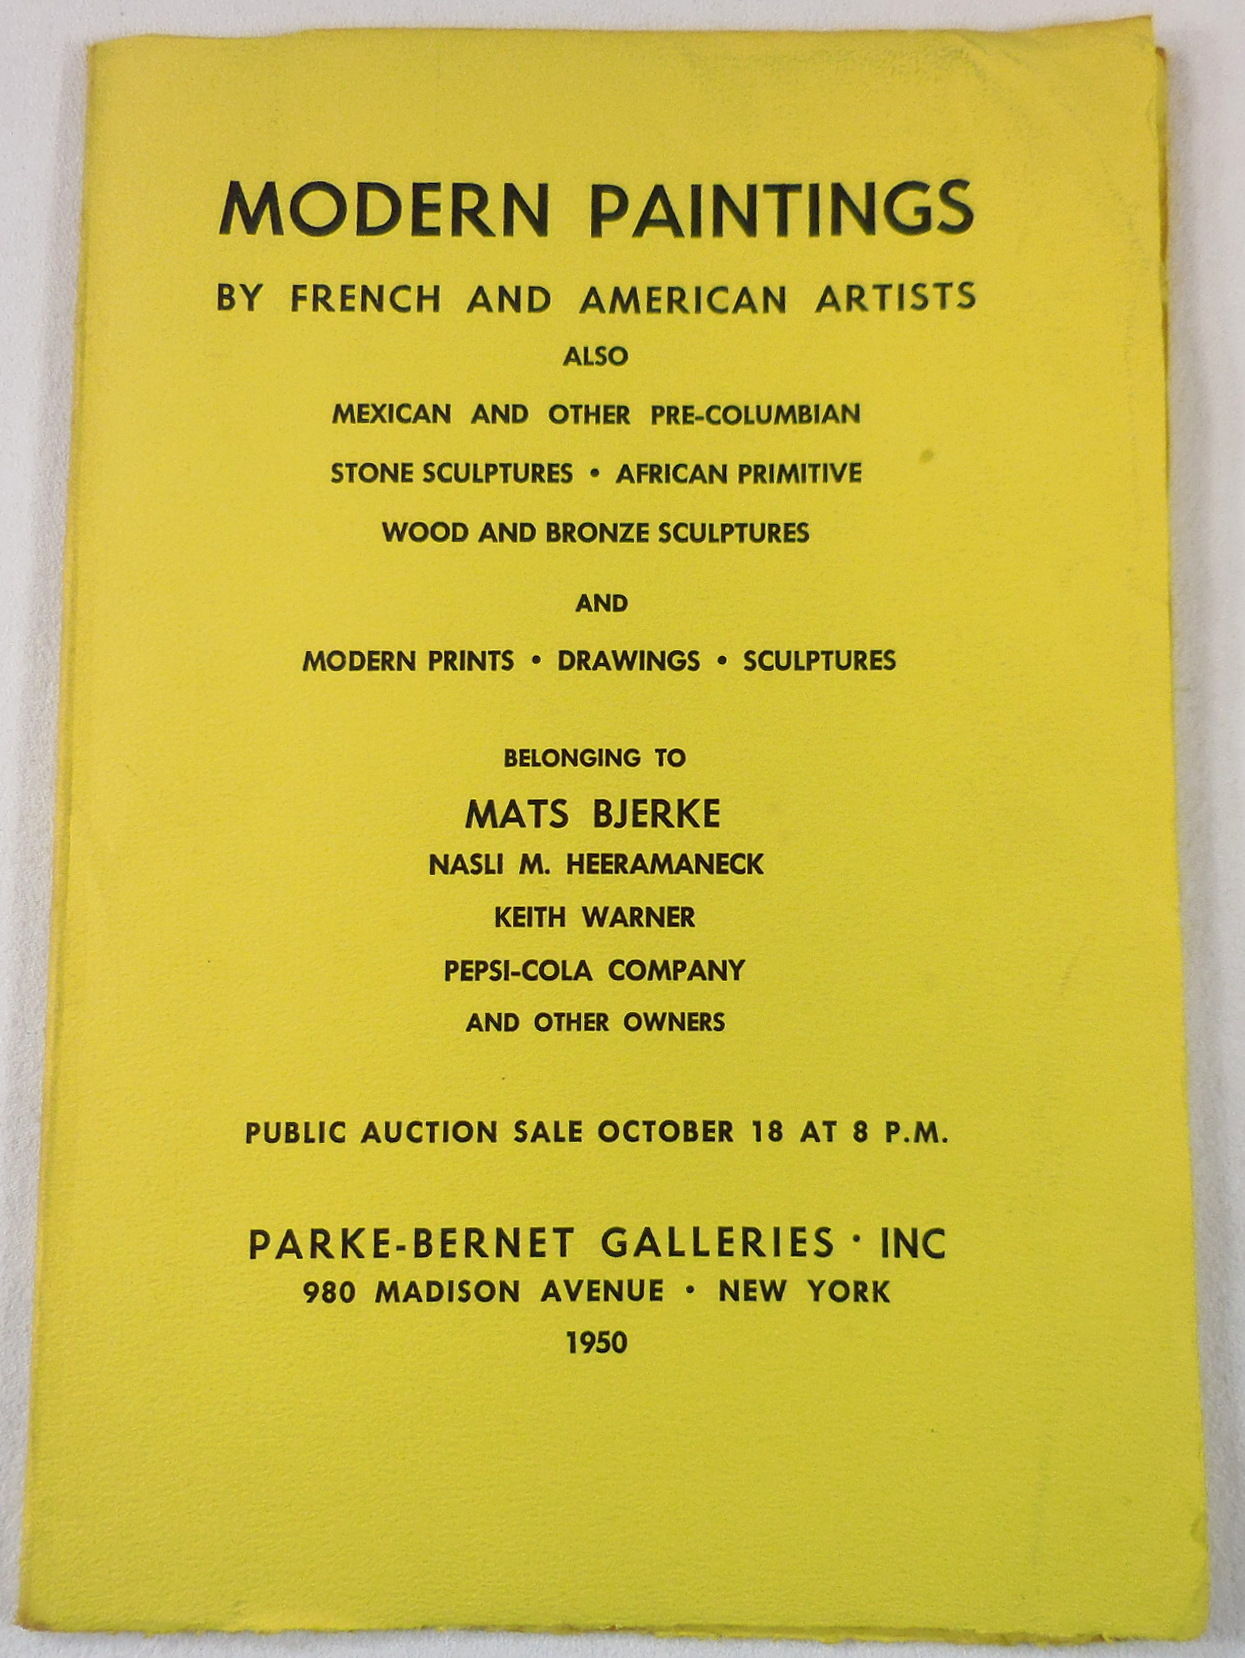 MODERN PAINTINGS
BY FRENCH AND AMERICAN ARTISTS
ALSO
MEXICAN AND OTHER PRE-COLUMBIAN
STONE SCULPTURES • AFRICAN PRIMITIVE
WOOD AND BRONZE SCULPTURES
AND
MODERN PRINTS • DRAWINGS • SCULPTURES
BELONGING TO
MATS BJERKE
NASLI M. HEERAMANECK
KEITH WARNER
PEPSI-COLA COMPANY
AND OTHER OWNERS
PUBLIC AUCTION SALE OCTOBER 18 AT 8 P.M.
PARKE-BERNET GALLERIES · INC
980 MADISON AVENUE • NEW YORK
1950